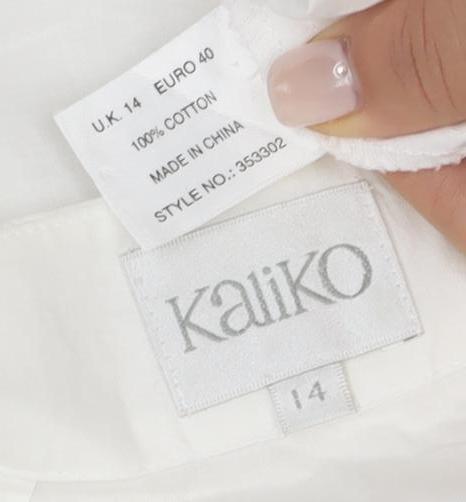 U.K. 14 EURO 40
100% COTTON
MADE IN CHINA
STYLE NO.: 353302
KaliKO
14